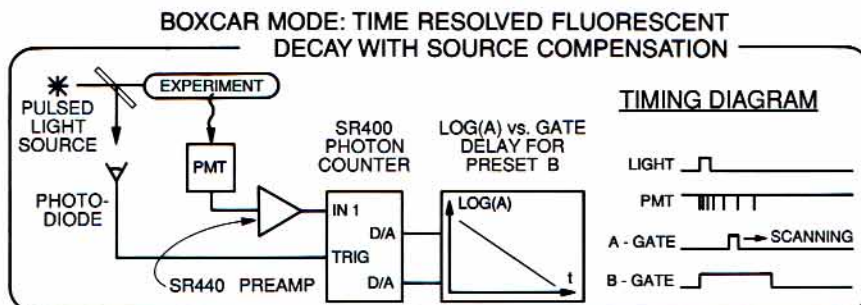 BOXCAR MODE: TIME RESOLVED FLUORESCENT
DECAY WITH SOURCE COMPENSATION
EXPERIMENT
PULSED
LIGHT
SOURCE
PHOTO-
DIODE
PMT
SR440 PREAMP
SR400
PHOTON
COUNTER
IN 1
D/A
TRIG
D/A
LOG(A) vs. GATE
DELAY FOR
PRESET B
LOG(A)
t
TIMING DIAGRAM
LIGHT
PMT
A - GATE
SCANNING
B - GATE